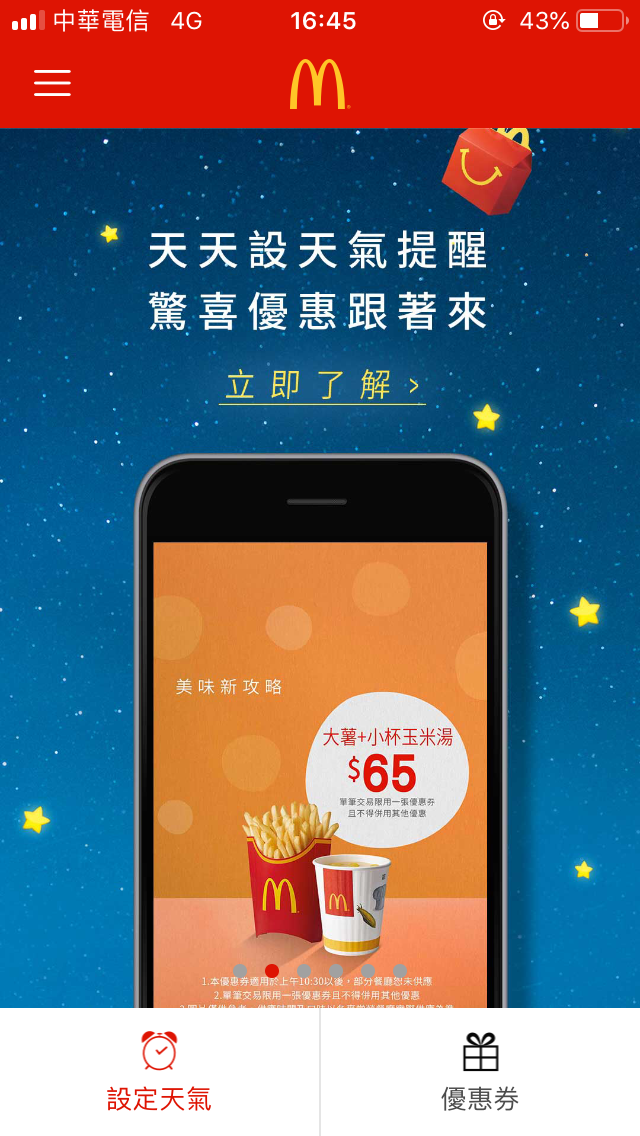 中華電信 4G 16:45 43%
天天設天氣提醒
驚喜優惠跟著來
立即了解 >
美味新攻略
大薯+小杯玉米湯
$65
單筆交易限用一張優惠券
且不得併用其他優惠
1.本優惠券適用於上午10:30以後，部分餐廳恕未供應
2.單筆交易限用一張優惠券且不得併用其他優惠
設定天氣
優惠券